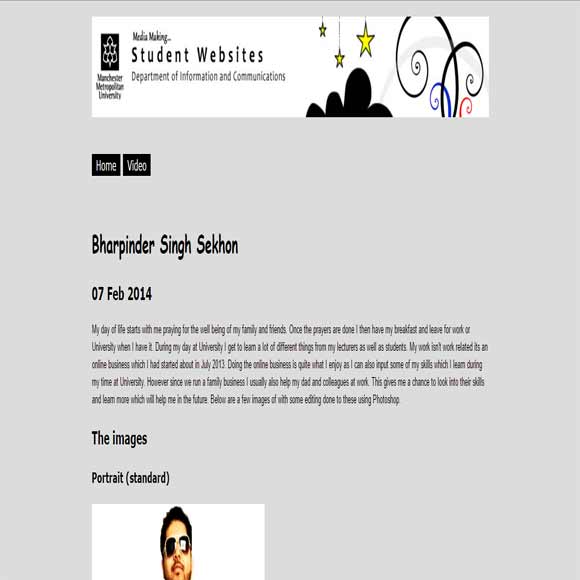 Media Making...
Student Websites
Department of Information and Communications
Manchester
Metropolitan
University
Home Video
Bharpinder Singh Sekhon
07 Feb 2014
My day of life starts with me praying for the well being of my family and friends. Once the prayers are done I then have my breakfast and leave for work or
University when I have it. During my day at University I get to learn a lot of different things from my lecturers as well as students. My work isn't work related its an
online business which I had started about in July 2013. Doing the online business is quite what I enjoy as I can also input some of my skills which I learn during
my time at University. However since we run a family business I usually also help my dad and colleagues at work. This gives me a chance to look into their skills
and learn more which will help me in the future. Below are a few images of with some editing done to these using Photoshop.
The images
Portrait (standard)